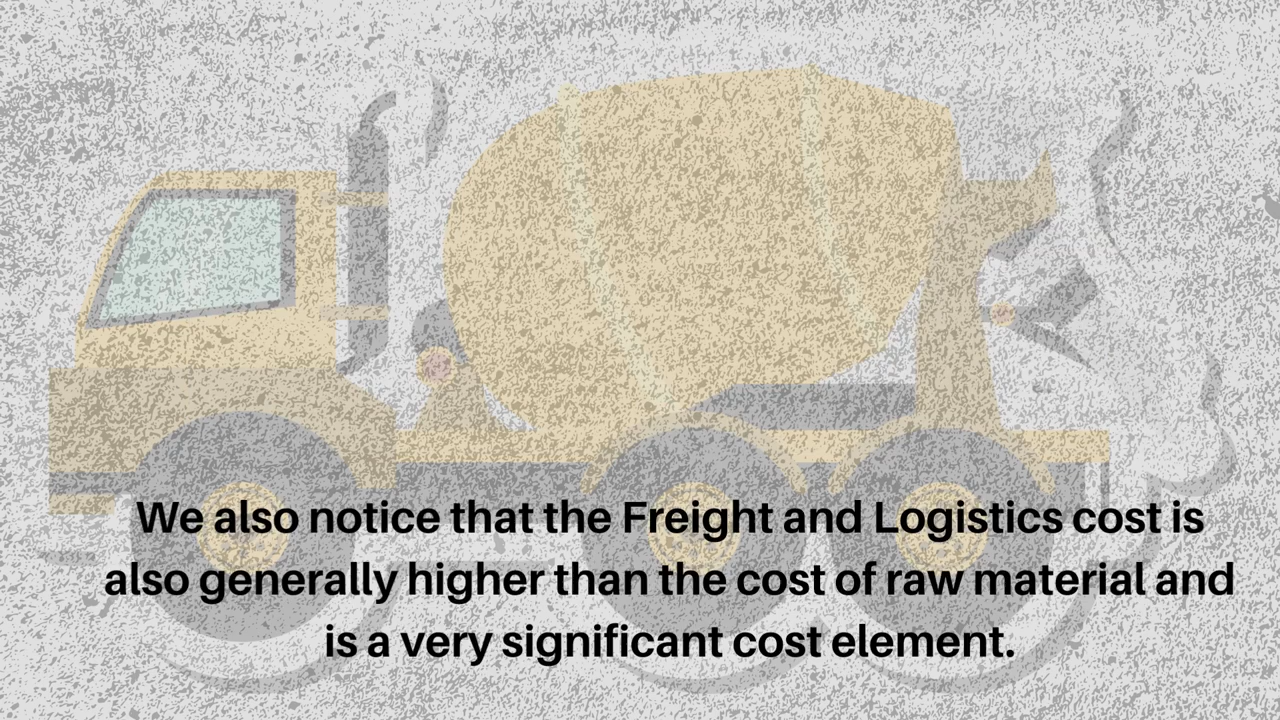 We also notice that the Freight and Logistics cost is
also generally higher than the cost of raw material and
is a very significant cost element.